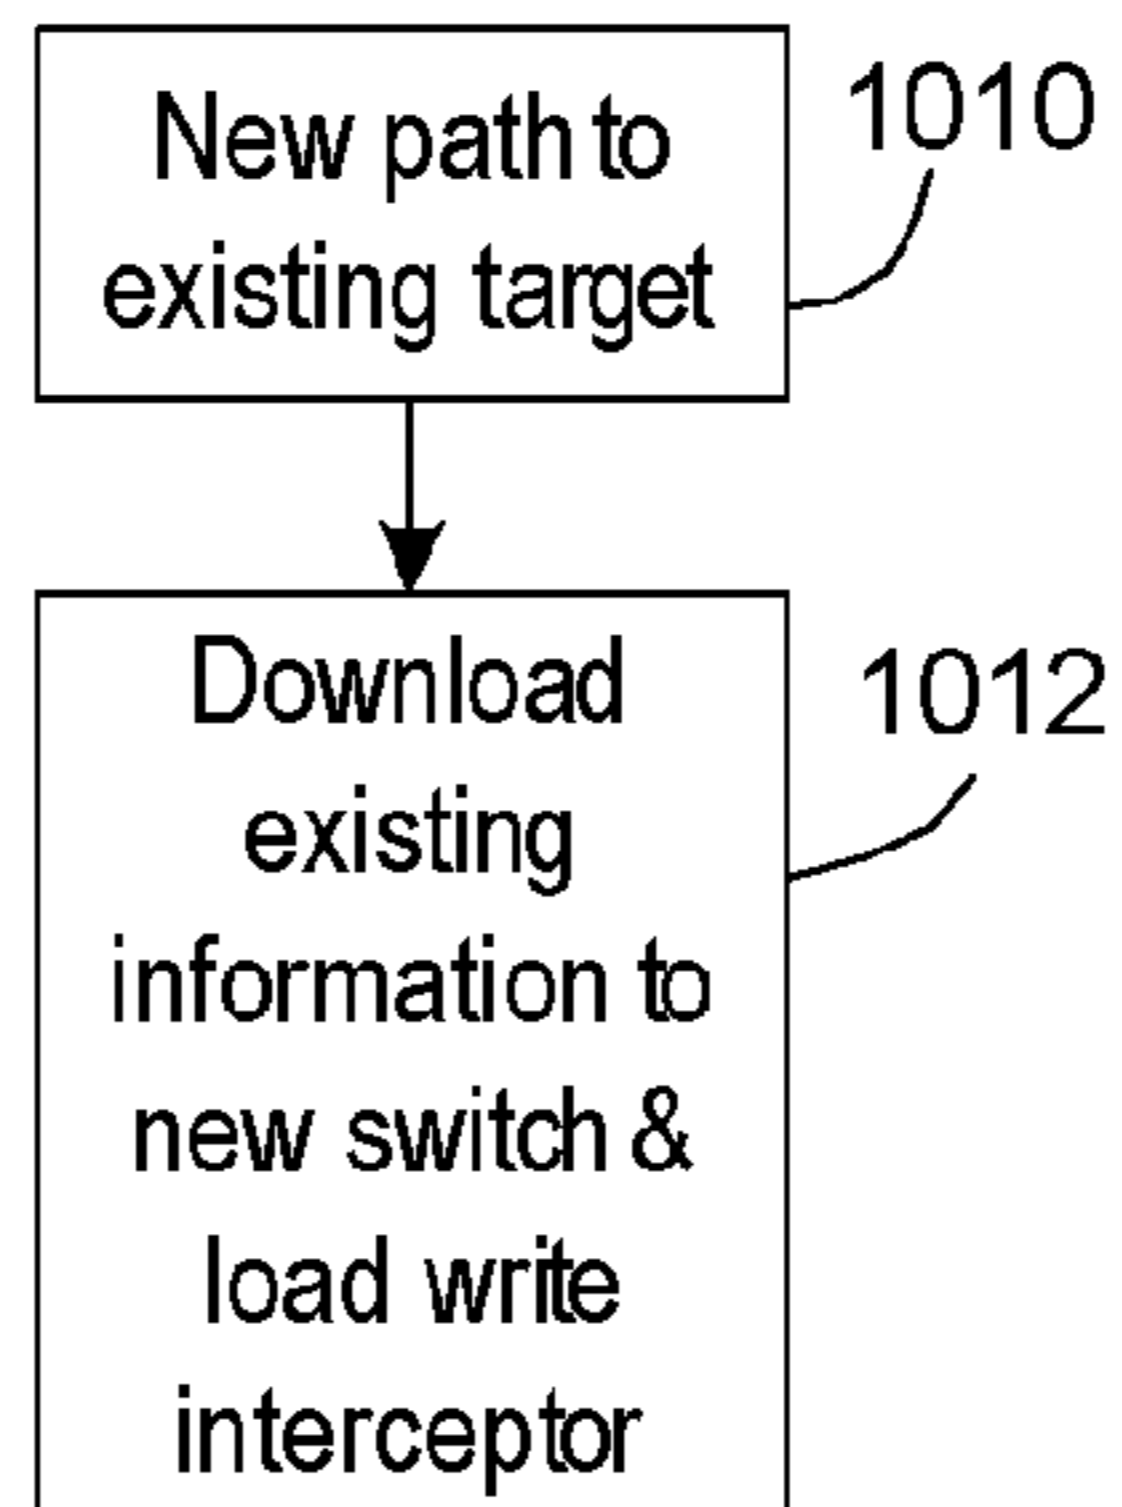 New path to
existing target
1010
Download
existing
information to
new switch &
load write
interceptor
1012